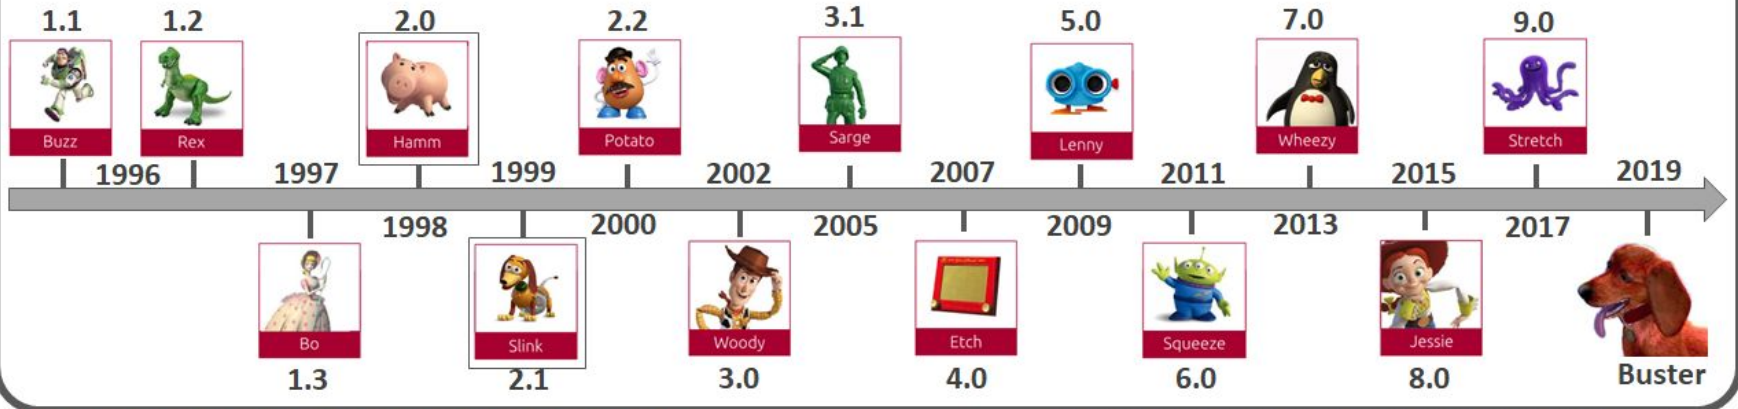 1.1 1.2 2.0 2.2 3.1 5.0 7.0 9.0
Buzz Rex Hamm Potato Sarge Lenny Wheezy Stretch
1996 1997 1999 2002 2007 2011 2015 2019
1998 2000 2005 2009 2013 2017
Bo Slink Woody Etch Squeeze Jessie
1.3 2.1 3.0 4.0 6.0 8.0 Buster